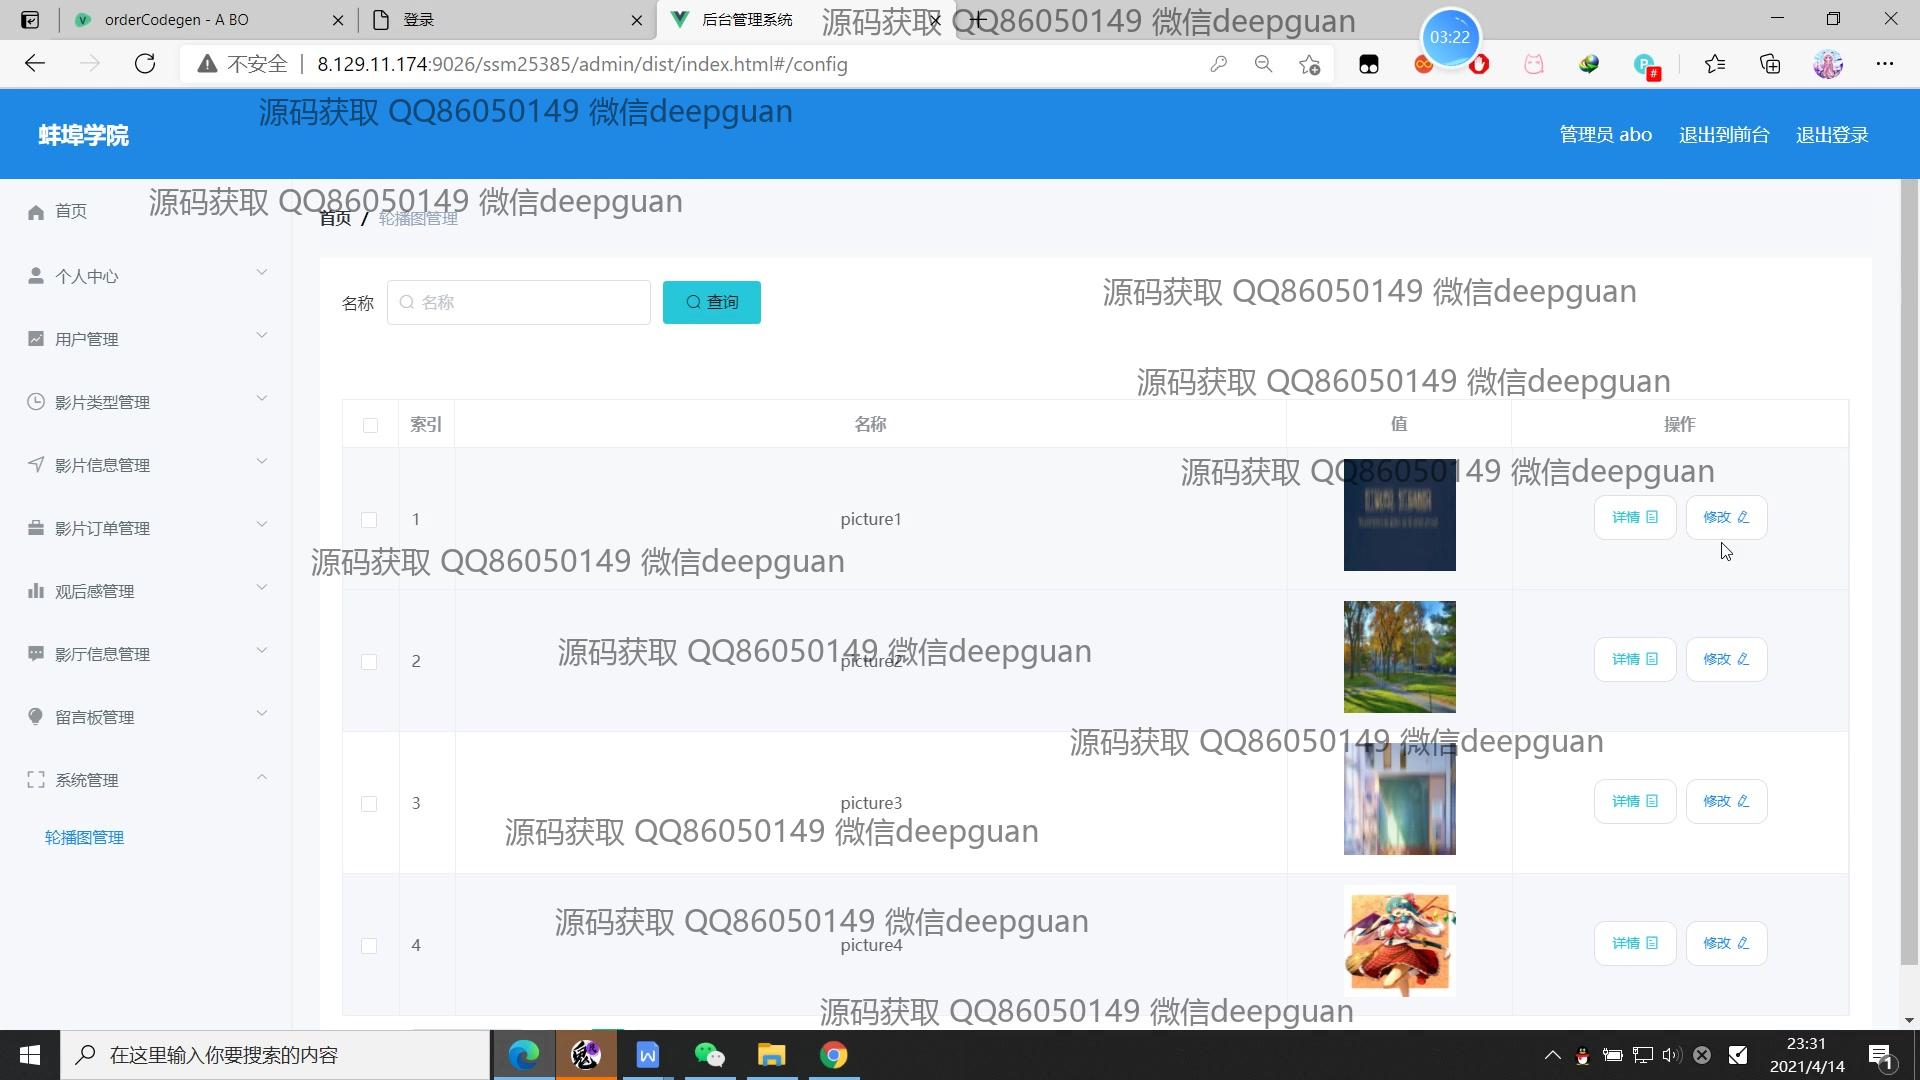 orderCodegen - A BO
登录
后台管理系统
源码获取 QQ86050149 微信deepguan
03:22
不安全
8.129.11.174:9026/ssm25385/admin/dist/index.html#/config
源码获取 QQ86050149 微信deepguan
蚌埠学院
管理员 abo
退出到前台
退出登录
源码获取 QQ86050149 微信deepguan
首页
首页 / 轮播图管理
个人中心
用户管理
影片类型管理
影片信息管理
影片订单管理
观后感管理
影厅信息管理
留言板管理
系统管理
轮播图管理
名称
名称
查询
源码获取 QQ86050149 微信deepguan
源码获取 QQ86050149 微信deepguan
索引 名称 值 操作
源码获取 QQ86050149 微信deepguan
1 picture1 详情 修改
源码获取 QQ86050149 微信deepguan
源码获取 QQ86050149 微信deepguan
2 picture2 详情 修改
源码获取 QQ86050149 微信deepguan
3 picture3 详情 修改
源码获取 QQ86050149 微信deepguan
源码获取 QQ86050149 微信deepguan
4 picture4 详情 修改
源码获取 QQ86050149 微信deepguan
在这里输入你要搜索的内容
23:31
2021/4/14
1